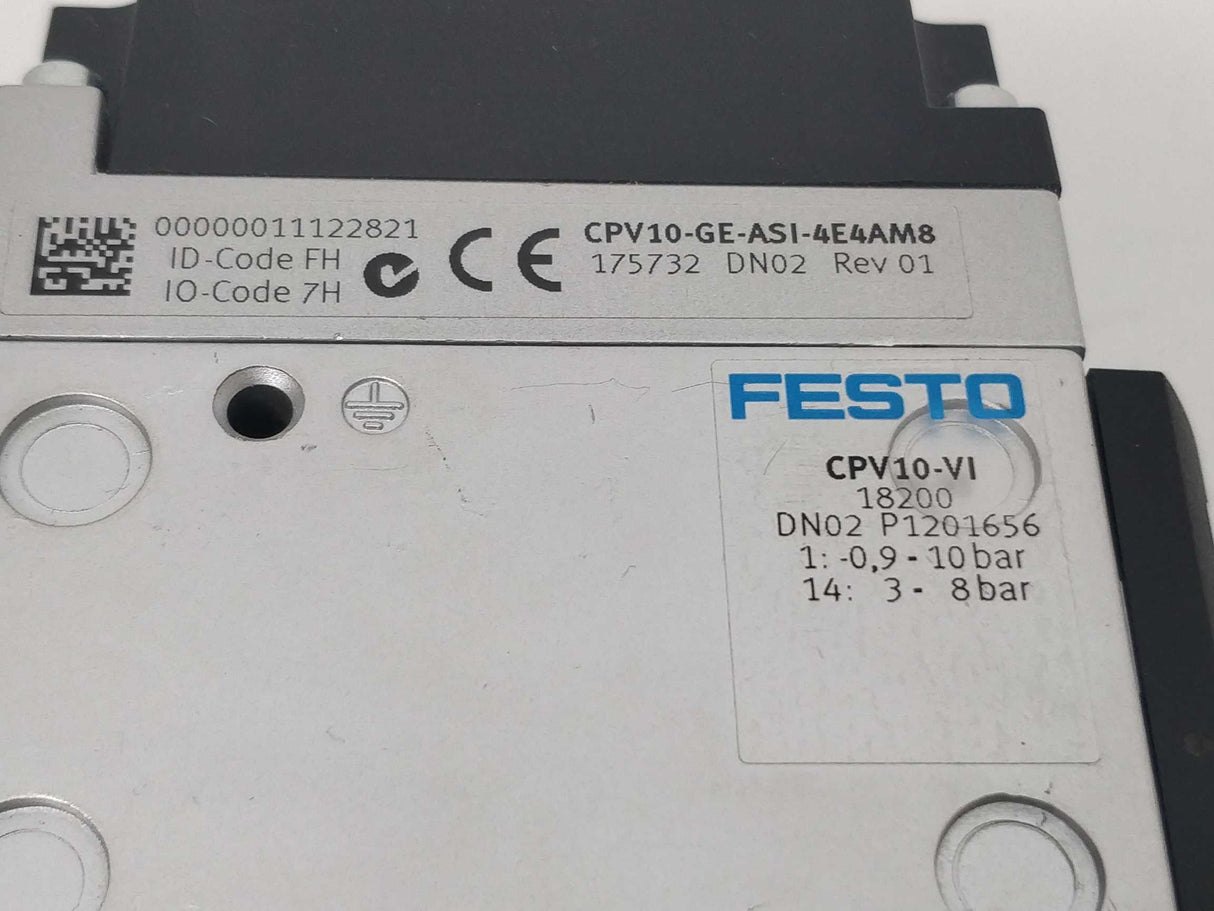 00000011122821
ID-Code FH
IO-Code 7H
CE
CPV10-GE-ASI-4E4AM8
175732 DN02 Rev 01
FESTO
CPV10-VI
18200
DN02 P1201656
1: -0,9 - 10 bar
14: 3 - 8 bar